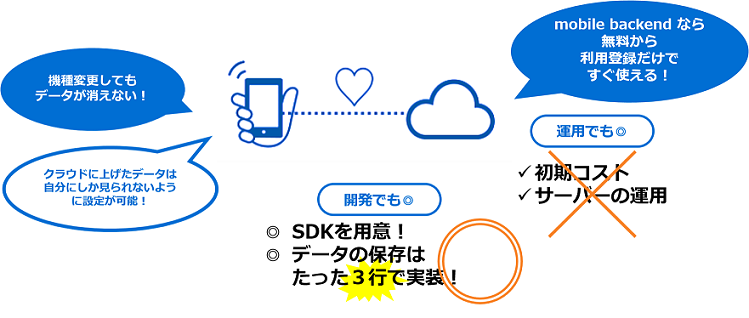 機種変更しても
データが消えない！
クラウドに上げたデータは
自分にしか見られないよう
に設定が可能！
mobile backend なら
無料から
利用登録だけで
すぐ使える！
運用でも◎
✓初期コスト
✓サーバーの運用
開発でも◎
◎ SDKを用意！
◎ データの保存は
たった３行で実装！